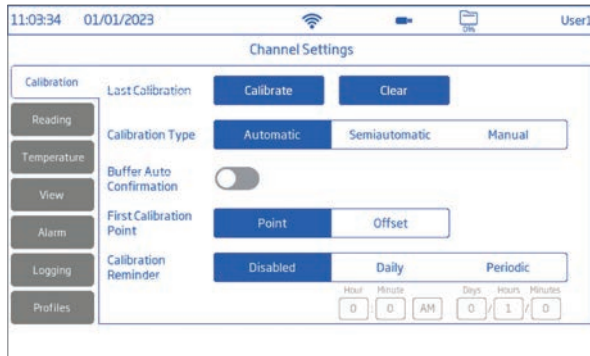 11:03:34 01/01/2023 0% User1
Channel Settings
Calibration
Last Calibration Calibrate Clear
Reading
Calibration Type Automatic Semiautomatic Manual
Temperature
Buffer Auto
Confirmation
View
First Calibration
Point Point Offset
Alarm
Calibration
Reminder Disabled Daily Periodic
Logging
Hour Minute Days Hours Minutes
0 : 0 AM 0 / 1 / 0
Profiles